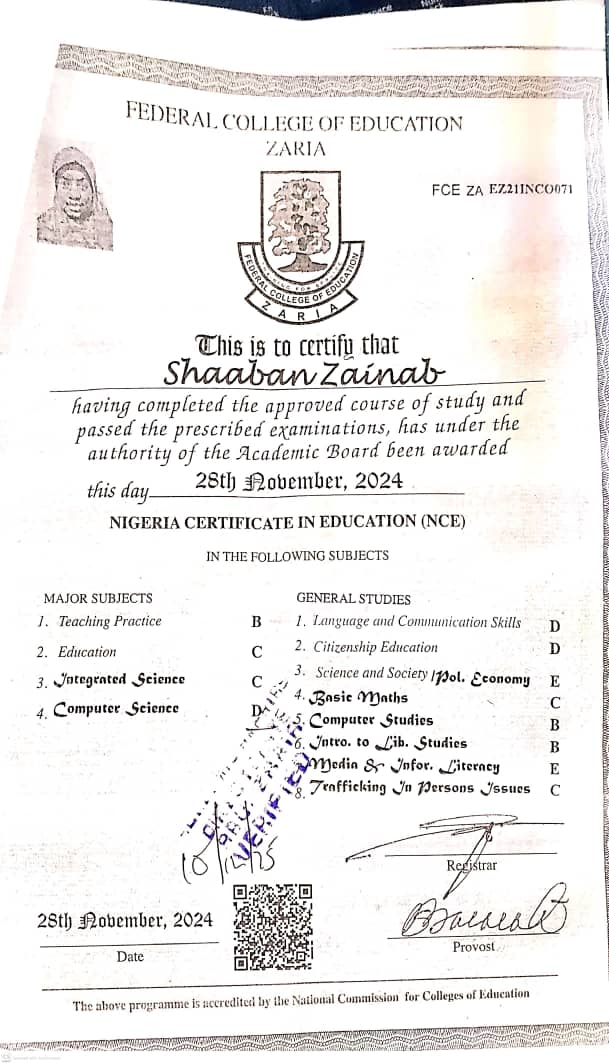 FEDERAL COLLEGE OF EDUCATION
ZARIA
FCE ZA EZ21INCO071
FEDERAL COLLEGE OF EDUCATION
ZARIA
This is to certify that
Shaaban Zainab
having completed the approved course of study and
passed the prescribed examinations, has under the
authority of the Academic Board been awarded
this day 28th November, 2024
NIGERIA CERTIFICATE IN EDUCATION (NCE)
IN THE FOLLOWING SUBJECTS
MAJOR SUBJECTS
1. Teaching Practice B
2. Education C
3. Integrated Science C
4. Computer Science D
GENERAL STUDIES
1. Language and Communication Skills D
2. Citizenship Education D
3. Science and Society/Pol. Economy E
4. Basic Maths C
5. Computer Studies B
6. Intro. to Lib. Studies B
7. Media & Infor. Literacy E
8. Trafficking In Persons Issues C
VERIFIED
10/12/25
Registrar
28th November, 2024
Date
Provost
The above programme is accredited by the National Commission for Colleges of Education